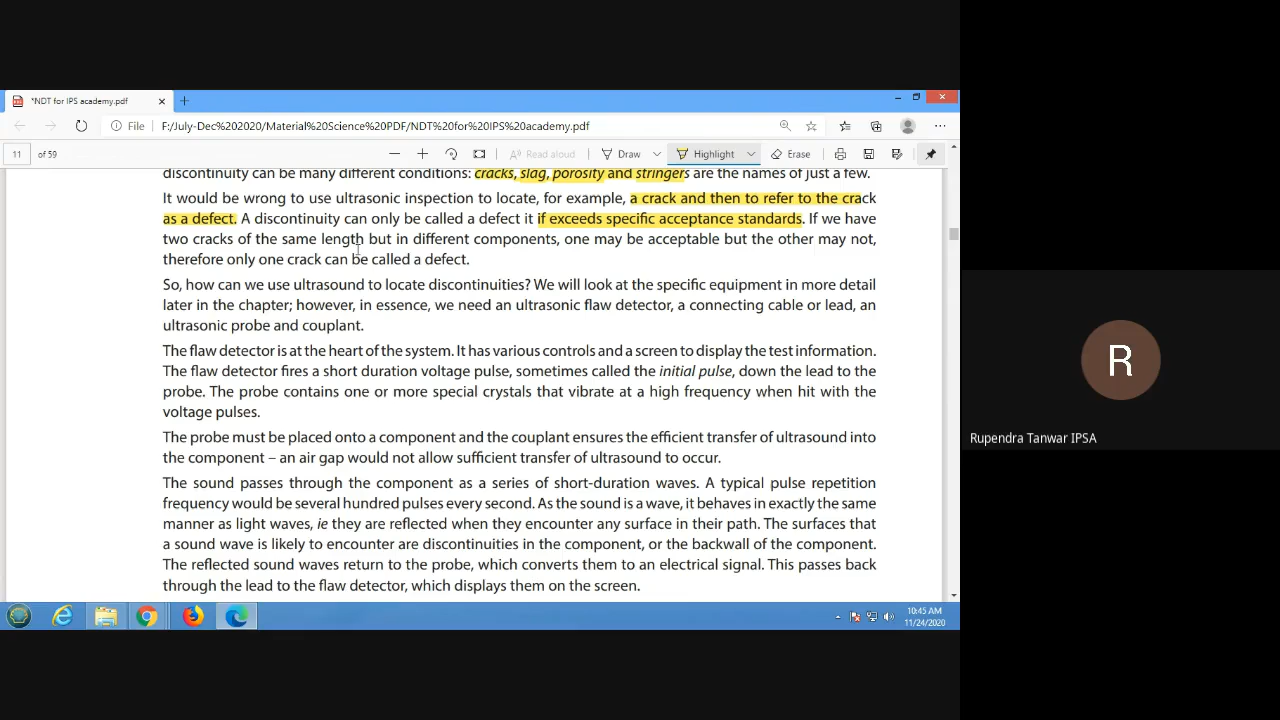 *NDT for IPS academy.pdf
File F:/July-Dec%202020/Material%20Science%20PDF/NDT%20for%20IPS%20academy.pdf
11 of 59 Read aloud Draw Highlight Erase
discontinuity can be many different conditions: cracks, slag, porosity and stringers are the names of just a few.
It would be wrong to use ultrasonic inspection to locate, for example, a crack and then to refer to the crack
as a defect. A discontinuity can only be called a defect it if exceeds specific acceptance standards. If we have
two cracks of the same length but in different components, one may be acceptable but the other may not,
therefore only one crack can be called a defect.
So, how can we use ultrasound to locate discontinuities? We will look at the specific equipment in more detail
later in the chapter; however, in essence, we need an ultrasonic flaw detector, a connecting cable or lead, an
ultrasonic probe and couplant.
The flaw detector is at the heart of the system. It has various controls and a screen to display the test information.
The flaw detector fires a short duration voltage pulse, sometimes called the initial pulse, down the lead to the
probe. The probe contains one or more special crystals that vibrate at a high frequency when hit with the
voltage pulses.
The probe must be placed onto a component and the couplant ensures the efficient transfer of ultrasound into
the component – an air gap would not allow sufficient transfer of ultrasound to occur.
The sound passes through the component as a series of short-duration waves. A typical pulse repetition
frequency would be several hundred pulses every second. As the sound is a wave, it behaves in exactly the same
manner as light waves, ie they are reflected when they encounter any surface in their path. The surfaces that
a sound wave is likely to encounter are discontinuities in the component, or the backwall of the component.
The reflected sound waves return to the probe, which converts them to an electrical signal. This passes back
through the lead to the flaw detector, which displays them on the screen.
10:45 AM
11/24/2020
R
Rupendra Tanwar IPSA